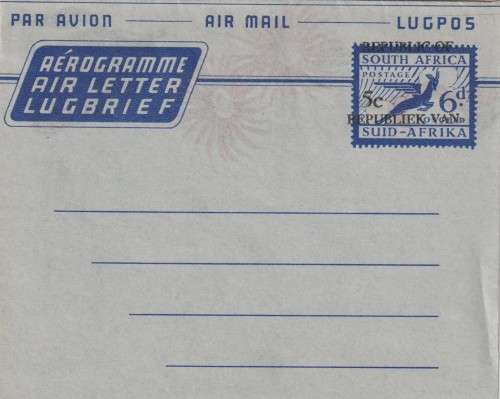 PAR AVION AIR MAIL LUGPOS
AÉROGRAMME
AIR LETTER
LUGBRIEF
REPUBLIC OF
SOUTH AFRICA
POSTAGE
5c 6d.
REPUBLIEK VAN
SUID-AFRIKA